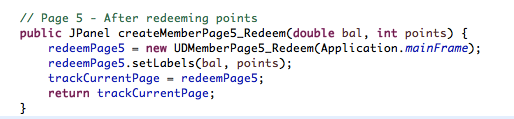 // Page 5 - After redeeming points
public JPanel createMemberPage5_Redeem(double bal, int points) {
redeemPage5 = new UDMemberPage5_Redeem(Application.mainFrame);
redeemPage5.setLabels(bal, points);
trackCurrentPage = redeemPage5;
return trackCurrentPage;
}